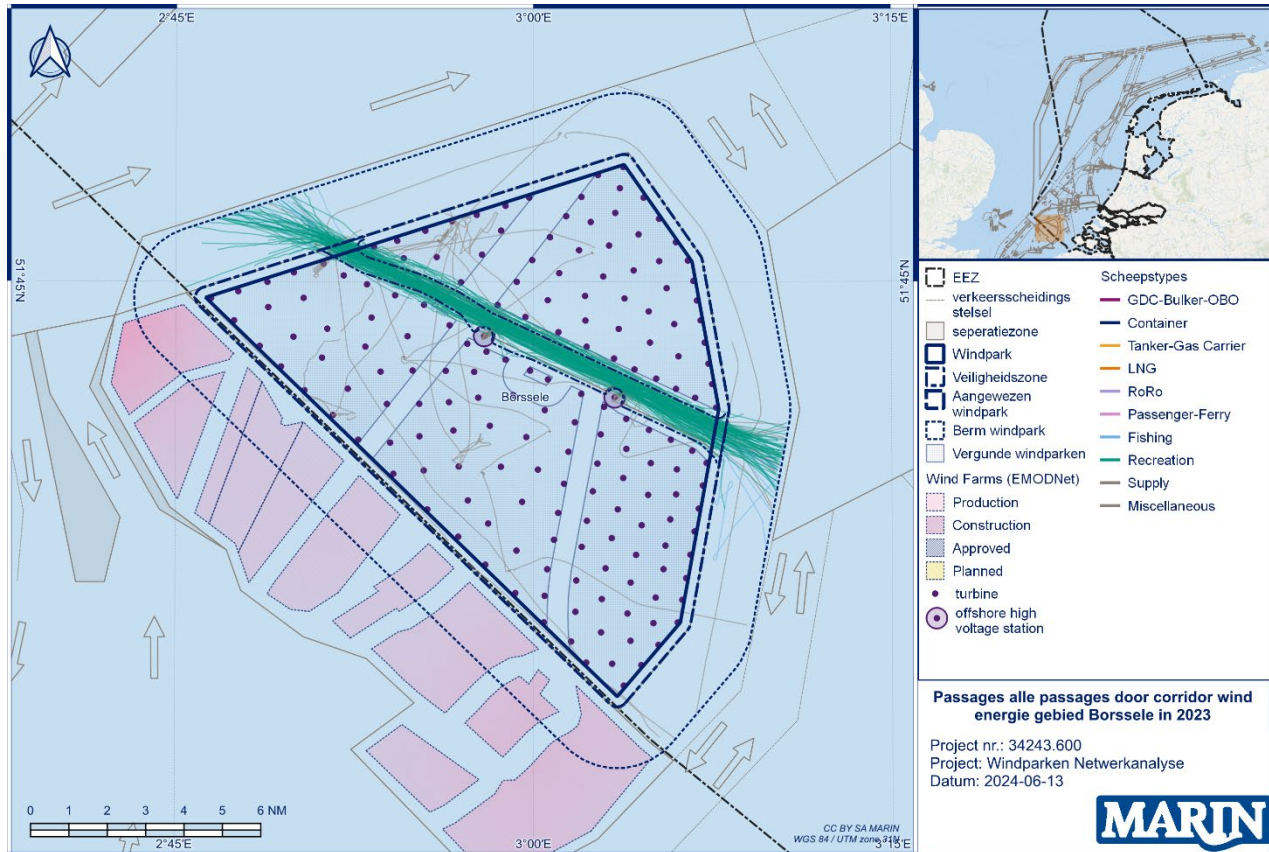 2°45'E
3°00'E
3°15'E
51°45'N
51°45'N
Borssele
0 1 2 3 4 5 6 NM
2°45'E
3°00'E
3°15'E
CC BY SA MARIN
WGS 84 / UTM zone 31N
EEZ
verkeersscheidings
stelsel
seperatiezone
Windpark
Veiligheidszone
Aangewezen
windpark
Berm windpark
Vergunde windparken
Wind Farms (EMODNet)
Production
Construction
Approved
Planned
turbine
offshore high
voltage station
Scheepstypes
GDC-Bulker-OBO
Container
Tanker-Gas Carrier
LNG
RoRo
Passenger-Ferry
Fishing
Recreation
Supply
Miscellaneous
Passages alle passages door corridor wind
energie gebied Borssele in 2023
Project nr.: 34243.600
Project: Windparken Netwerkanalyse
Datum: 2024-06-13
MARIN